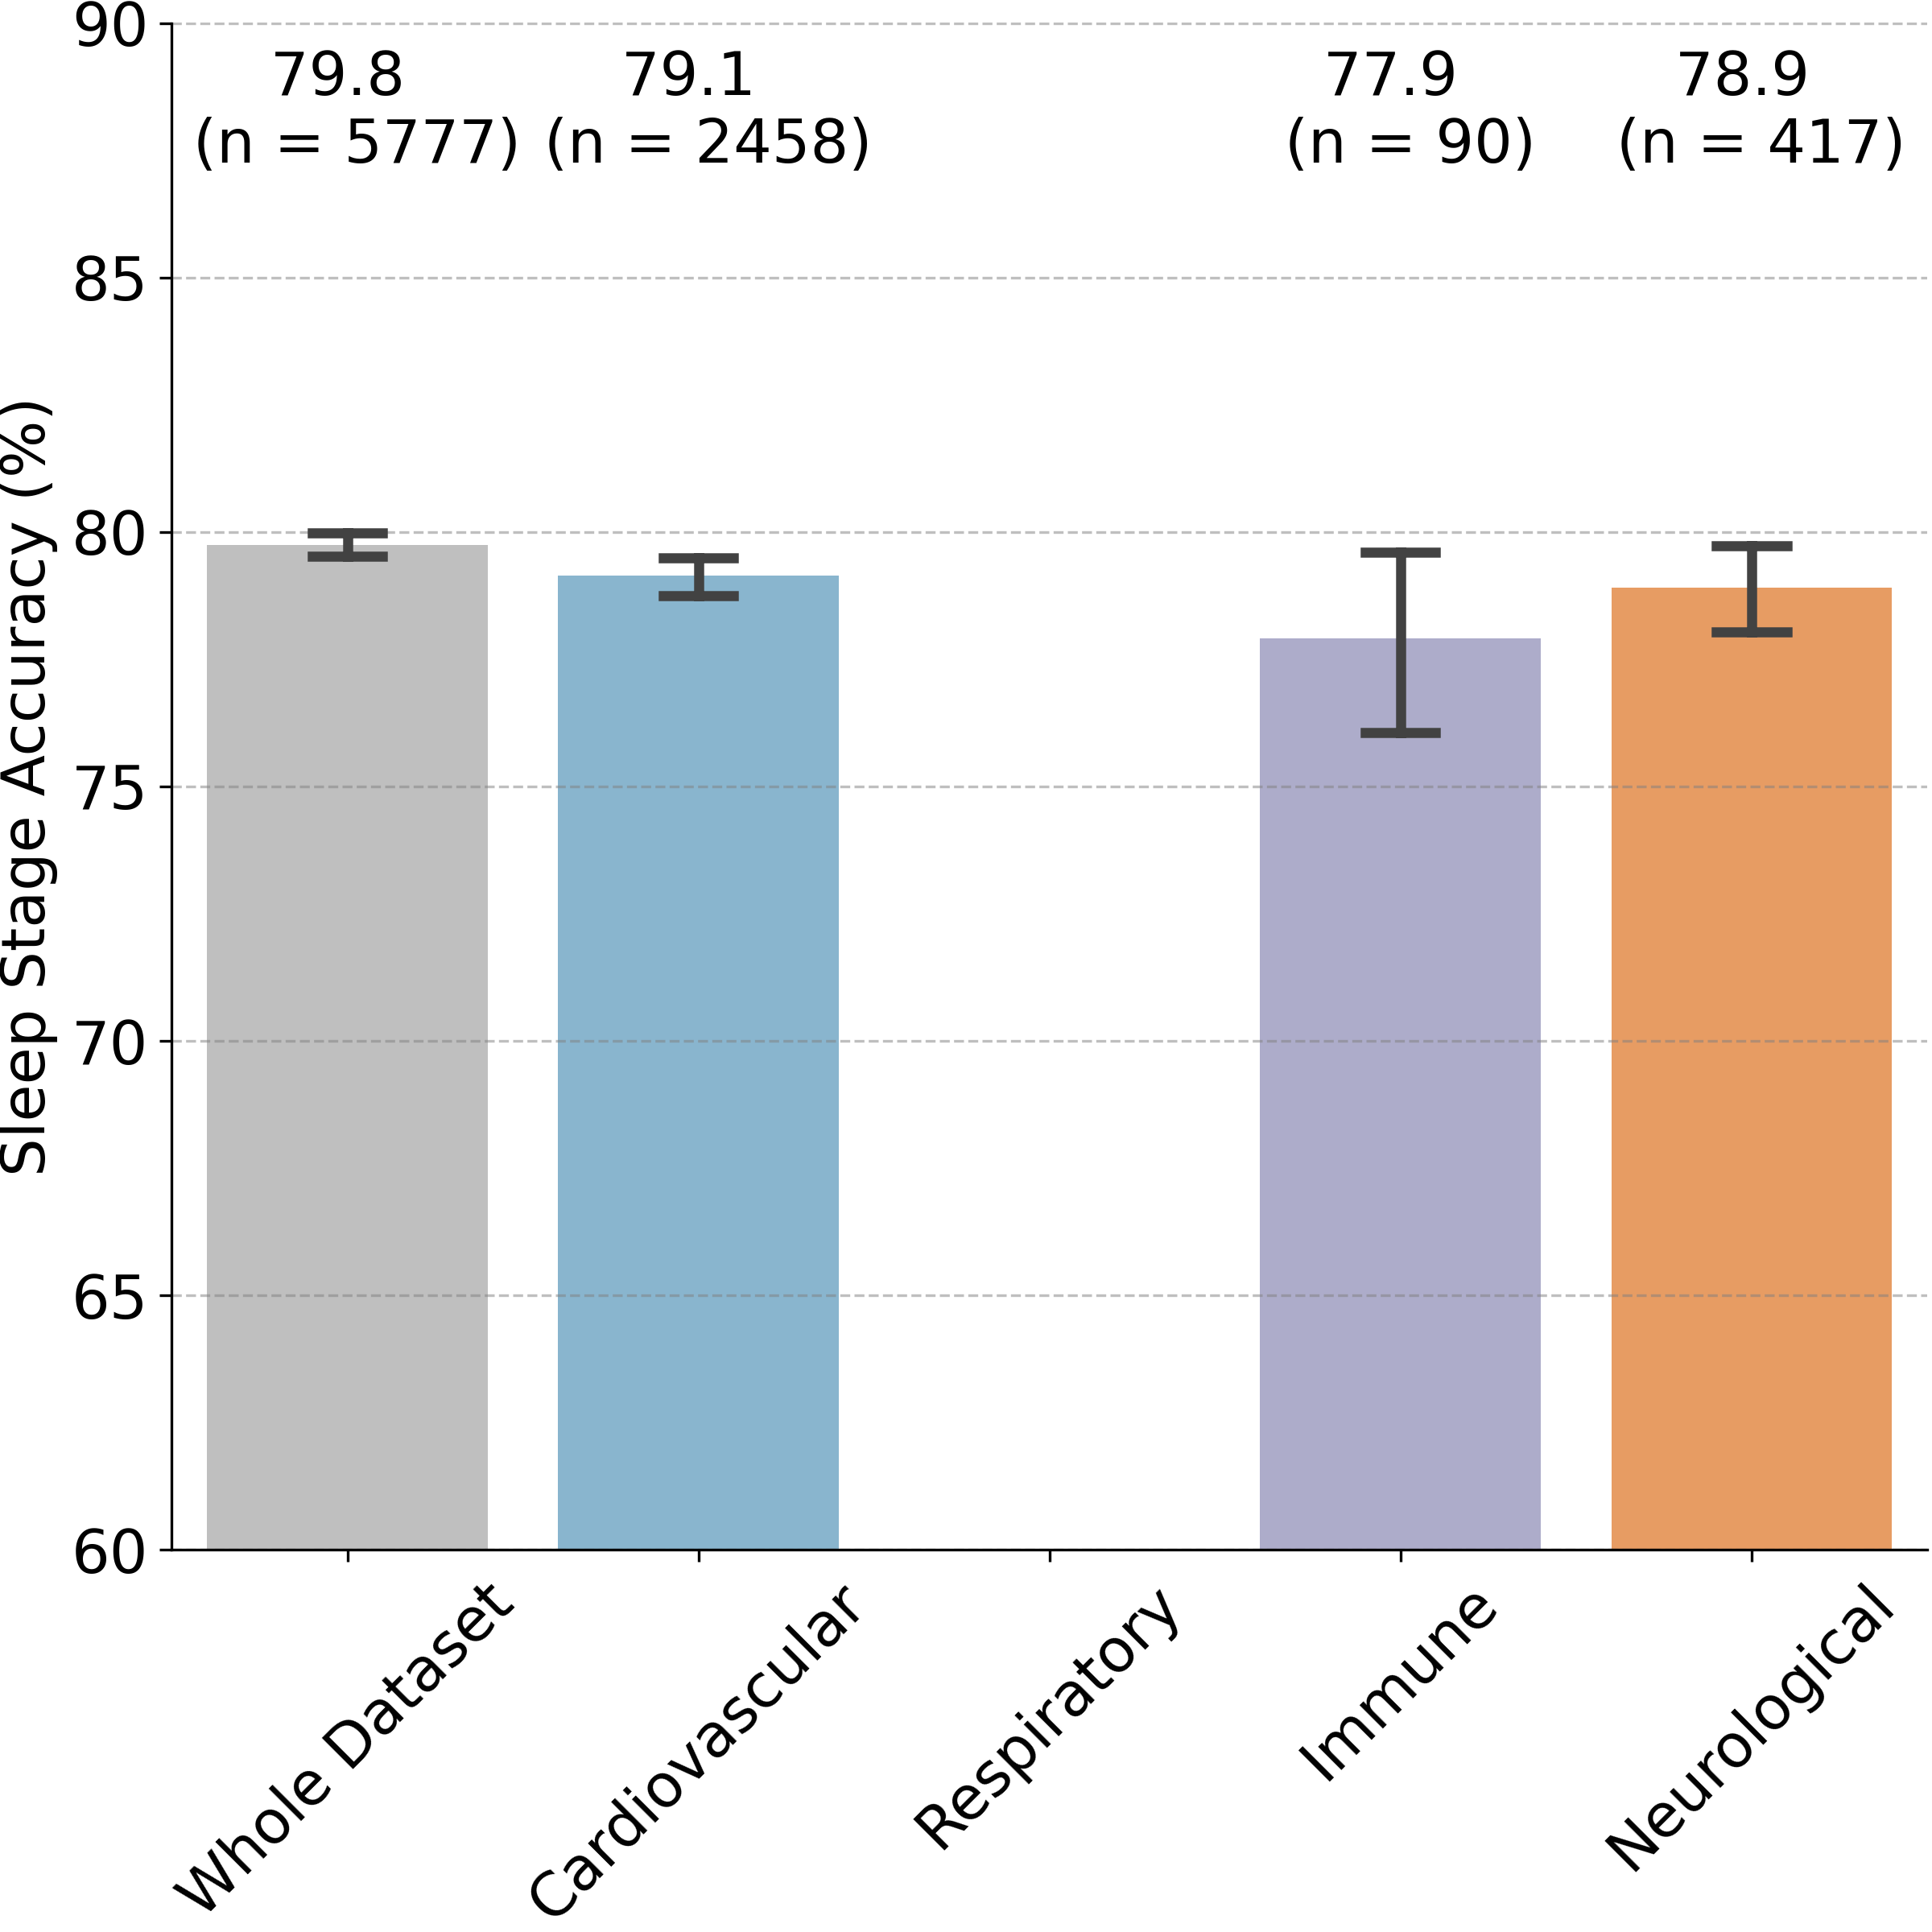 90
85
80
75
70
65
60
Sleep Stage Accuracy (%)
79.8
(n = 5777)
79.1
(n = 2458)
77.9
(n = 90)
78.9
(n = 417)
Whole Dataset
Cardiovascular
Respiratory
Immune
Neurological